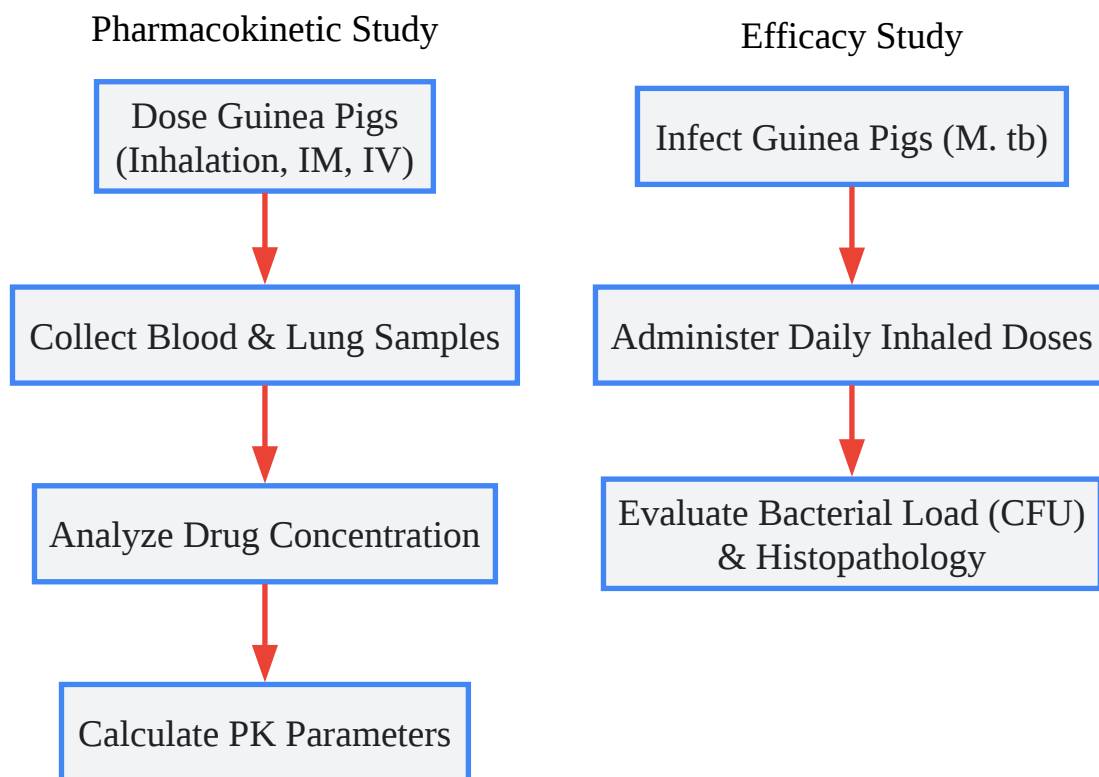 Pharmacokinetic Study
Dose Guinea Pigs
(Inhalation, IM, IV)
Collect Blood & Lung Samples
Analyze Drug Concentration
Calculate PK Parameters
Efficacy Study
Infect Guinea Pigs (M. tb)
Administer Daily Inhaled Doses
Evaluate Bacterial Load (CFU)
& Histopathology